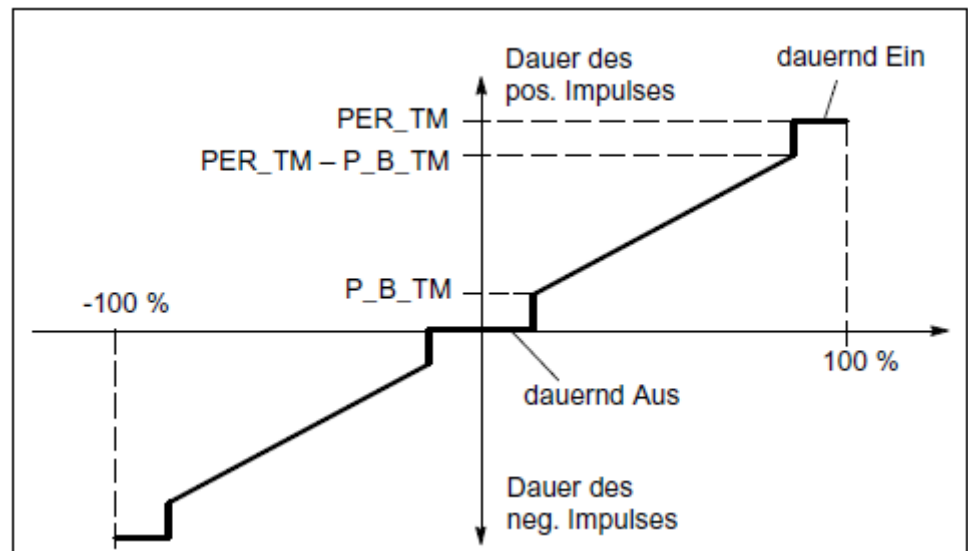 Dauer des
pos. Impulses
dauernd Ein
PER_TM
PER_TM – P_B_TM
P_B_TM
-100 %
100 %
dauernd Aus
Dauer des
neg. Impulses